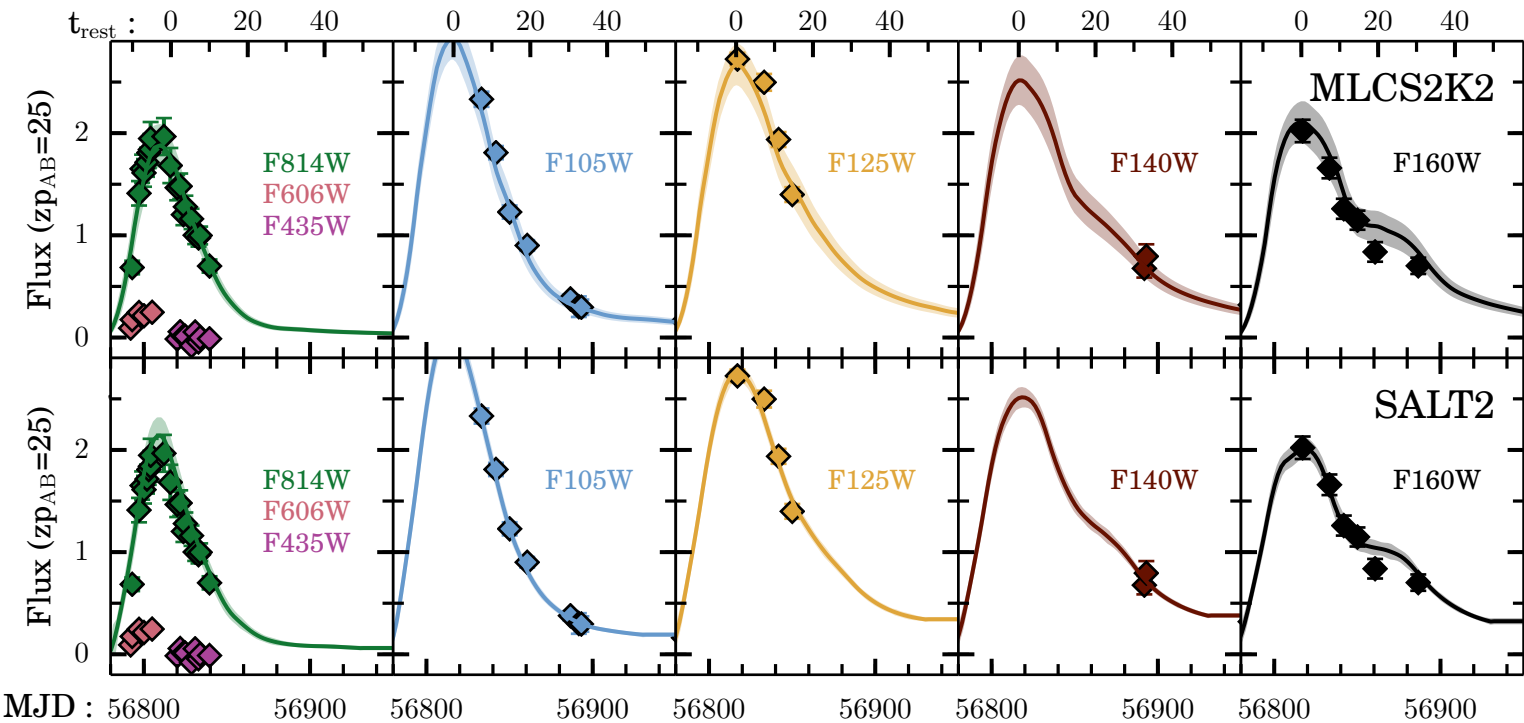 t_rest : 0 20 40 0 20 40 0 20 40 0 20 40 0 20 40
MLCS2K2
Flux (zp_AB=25)
2
1
0
F814W
F606W
F435W
F105W
F125W
F140W
F160W
SALT2
Flux (zp_AB=25)
2
1
0
F814W
F606W
F435W
F105W
F125W
F140W
F160W
MJD : 56800 56900 56800 56900 56800 56900 56800 56900 56800 56900